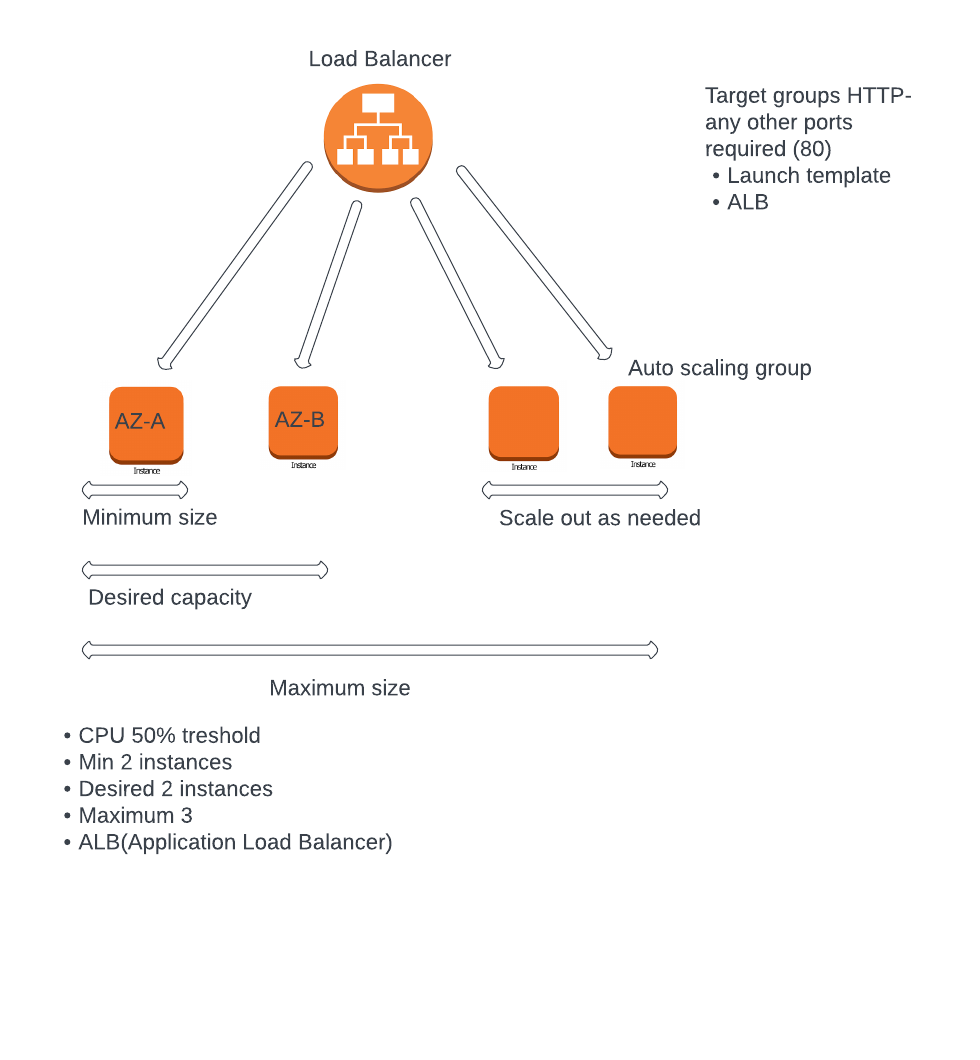 Load Balancer
Target groups HTTP-
any other ports
required (80)
• Launch template
• ALB
Auto scaling group
AZ-A
AZ-B
Instance
Instance
Instance
Instance
Minimum size
Scale out as needed
Desired capacity
Maximum size
• CPU 50% treshold
• Min 2 instances
• Desired 2 instances
• Maximum 3
• ALB(Application Load Balancer)